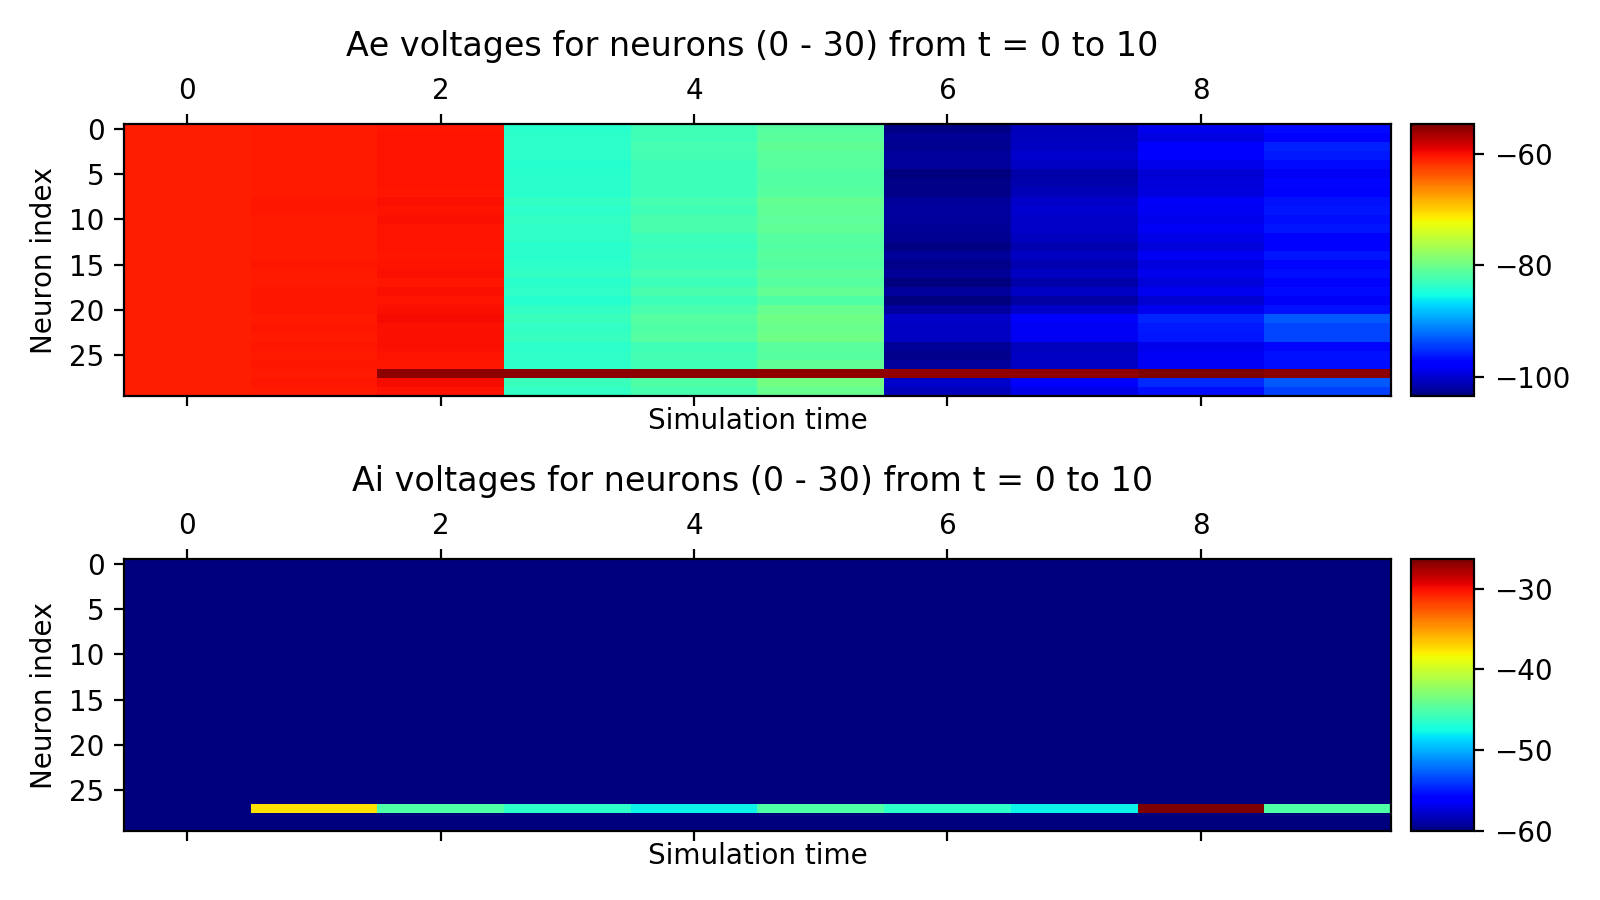 Ae voltages for neurons (0 - 30) from t = 0 to 10
0 2 4 6 8
0
5
10
15
20
25
Neuron index
Simulation time
−60
−80
−100
Ai voltages for neurons (0 - 30) from t = 0 to 10
0 2 4 6 8
0
5
10
15
20
25
Neuron index
Simulation time
−30
−40
−50
−60